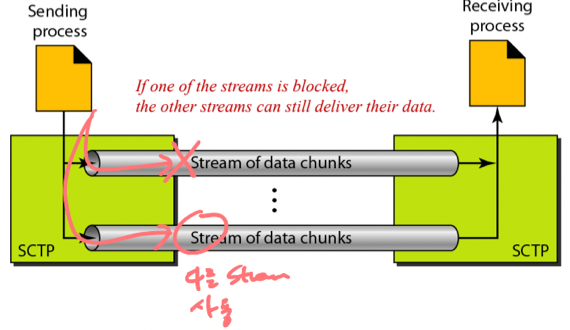 Sending
process
Receiving
process
If one of the streams is blocked,
the other streams can still deliver their data.
Stream of data chunks
Stream of data chunks
SCTP
SCTP
다른 Stream
사용